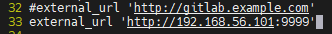 32 #external_url 'http://gitlab.example.com'
33 external_url 'http://192.168.56.101:9999'